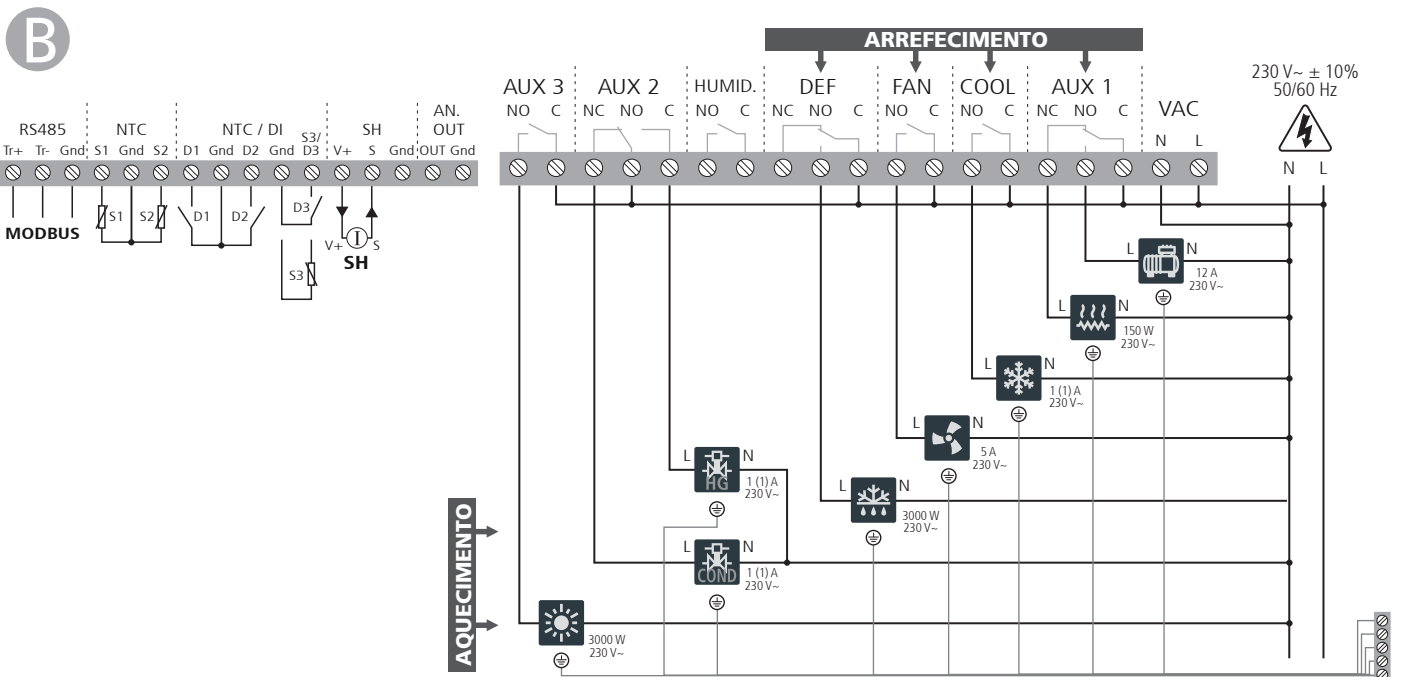 B
ARREFECIMENTO
AUX 3 AUX 2 HUMID. DEF FAN COOL AUX 1 VAC
NO C NC NO C NO C NC NO C NO C NO C NC NO C N L
230 V~ ± 10%
50/60 Hz
N L
RS485 NTC NTC / DI SH AN. OUT
Tr+ Tr- Gnd S1 Gnd S2 D1 Gnd D2 Gnd S3/D3 V+ S Gnd OUT Gnd
S1 S2 D1 D2 D3
MODBUS
V+ S
SH
S3
L N
12 A
230 V~
L N
150 W
230 V~
L N
1 (1) A
230 V~
L N
5 A
230 V~
L N
HG
1 (1) A
230 V~
L N
3000 W
230 V~
L N
COND
1 (1) A
230 V~
AQUECIMENTO
3000 W
230 V~